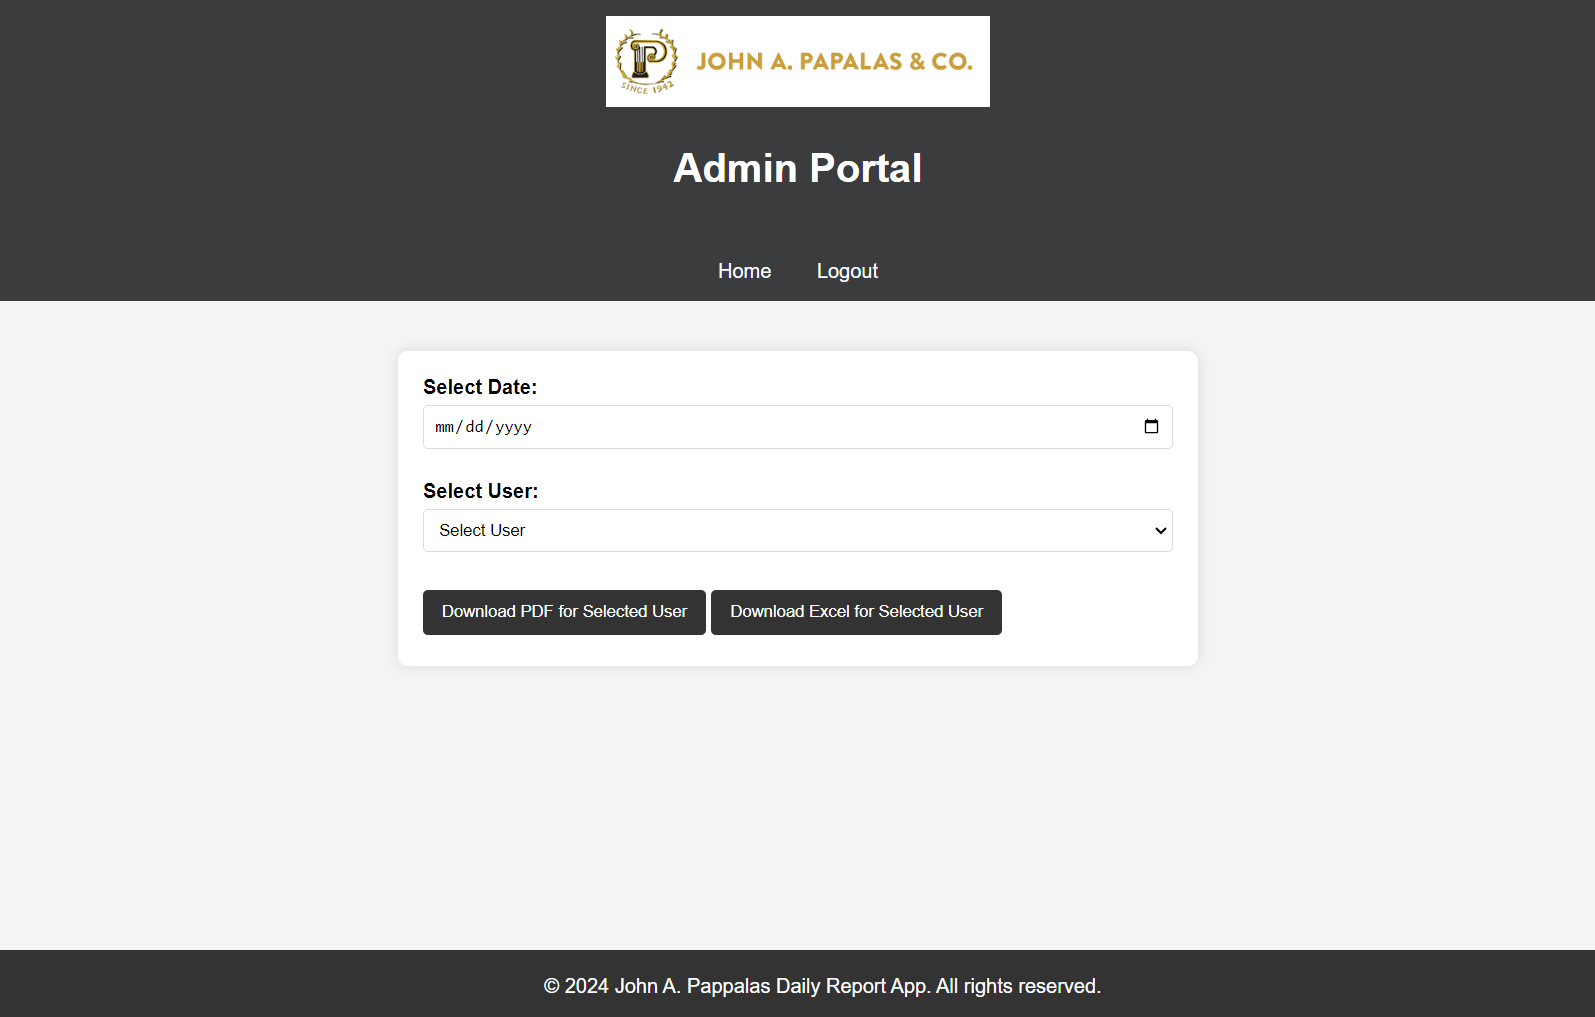 P
SINCE 1942
JOHN A. PAPALAS & CO.
Admin Portal
Home Logout
Select Date:
mm/dd/yyyy
Select User:
Select User
Download PDF for Selected User Download Excel for Selected User
© 2024 John A. Pappalas Daily Report App. All rights reserved.